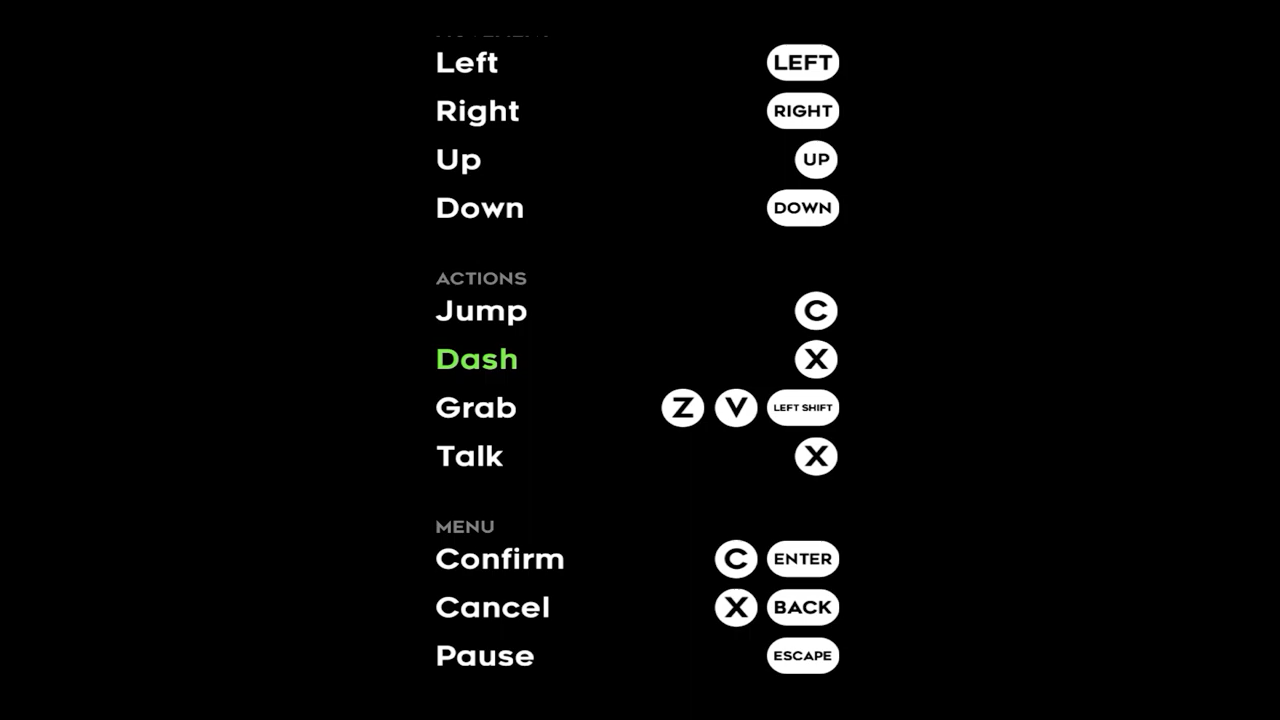 Left LEFT
Right RIGHT
Up UP
Down DOWN
ACTIONS
Jump C
Dash X
Grab Z V LEFT SHIFT
Talk X
MENU
Confirm C ENTER
Cancel X BACK
Pause ESCAPE